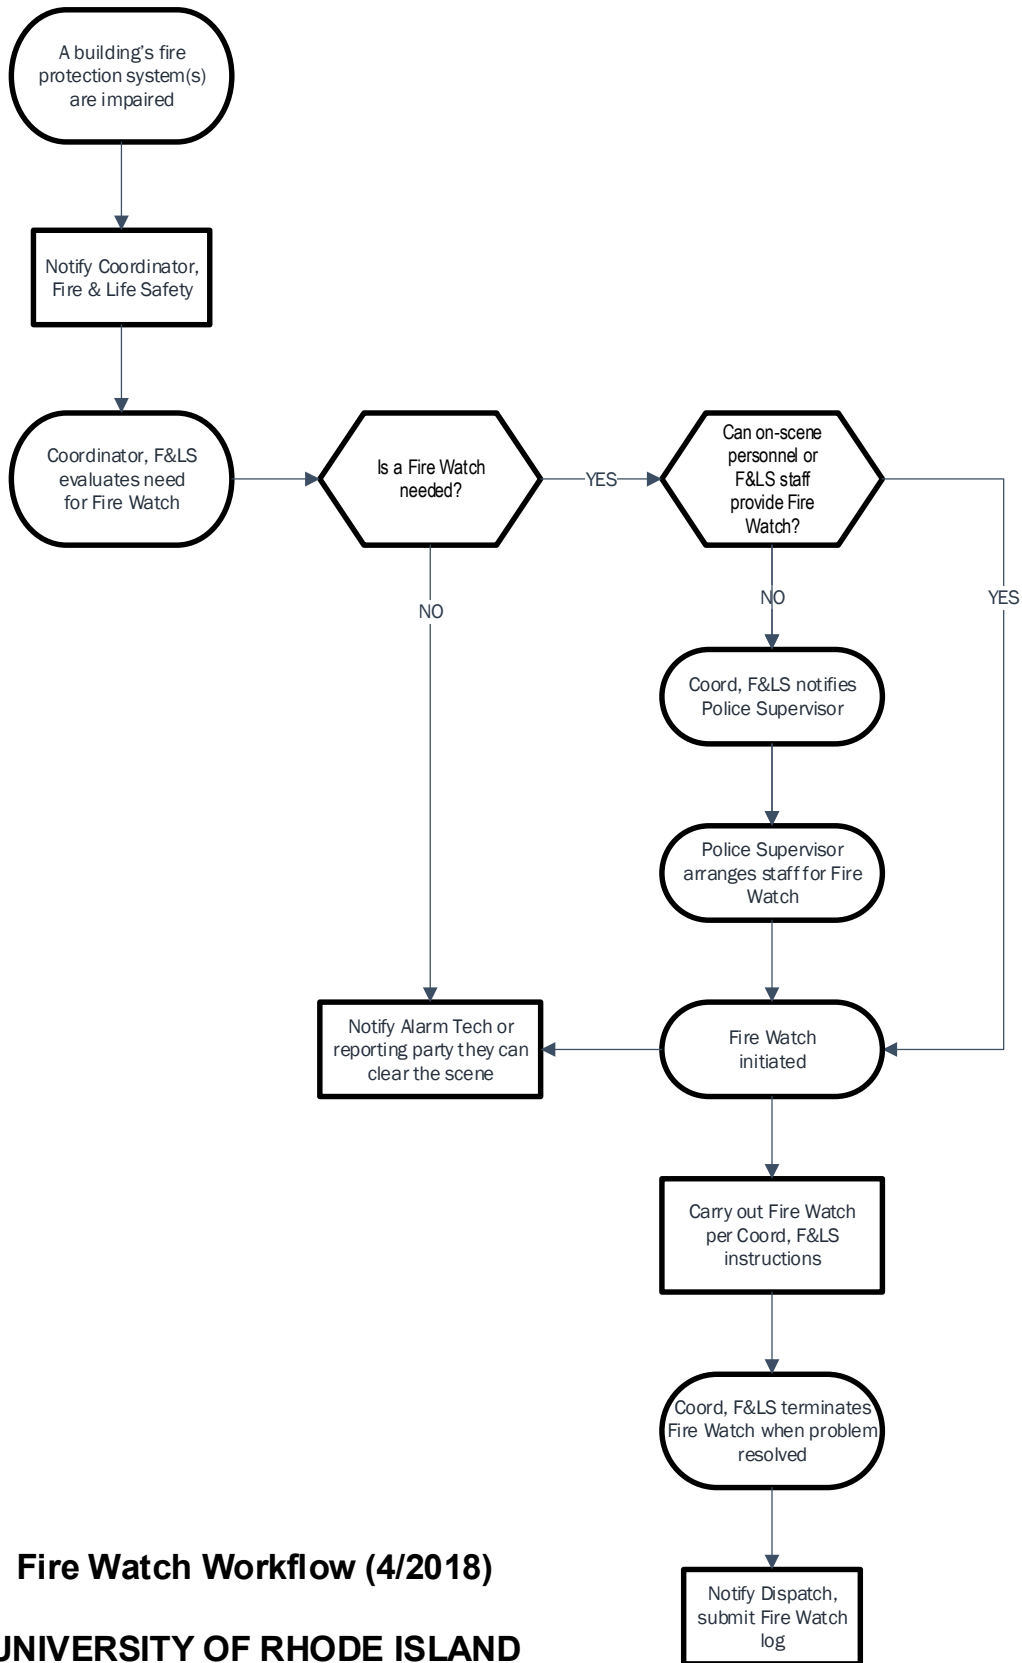 A building's fire
protection system(s)
are impaired
Notify Coordinator,
Fire & Life Safety
Coordinator, F&LS
evaluates need
for Fire Watch
Is a Fire Watch
needed?
YES
Can on-scene
personnel or
F&LS staff
provide Fire
Watch?
NO
NO
YES
Coord, F&LS notifies
Police Supervisor
Police Supervisor
arranges staff for Fire
Watch
Notify Alarm Tech or
reporting party they can
clear the scene
Fire Watch
initiated
Carry out Fire Watch
per Coord, F&LS
instructions
Coord, F&LS terminates
Fire Watch when problem
resolved
Notify Dispatch,
submit Fire Watch
log
Fire Watch Workflow (4/2018)
UNIVERSITY OF RHODE ISLAND